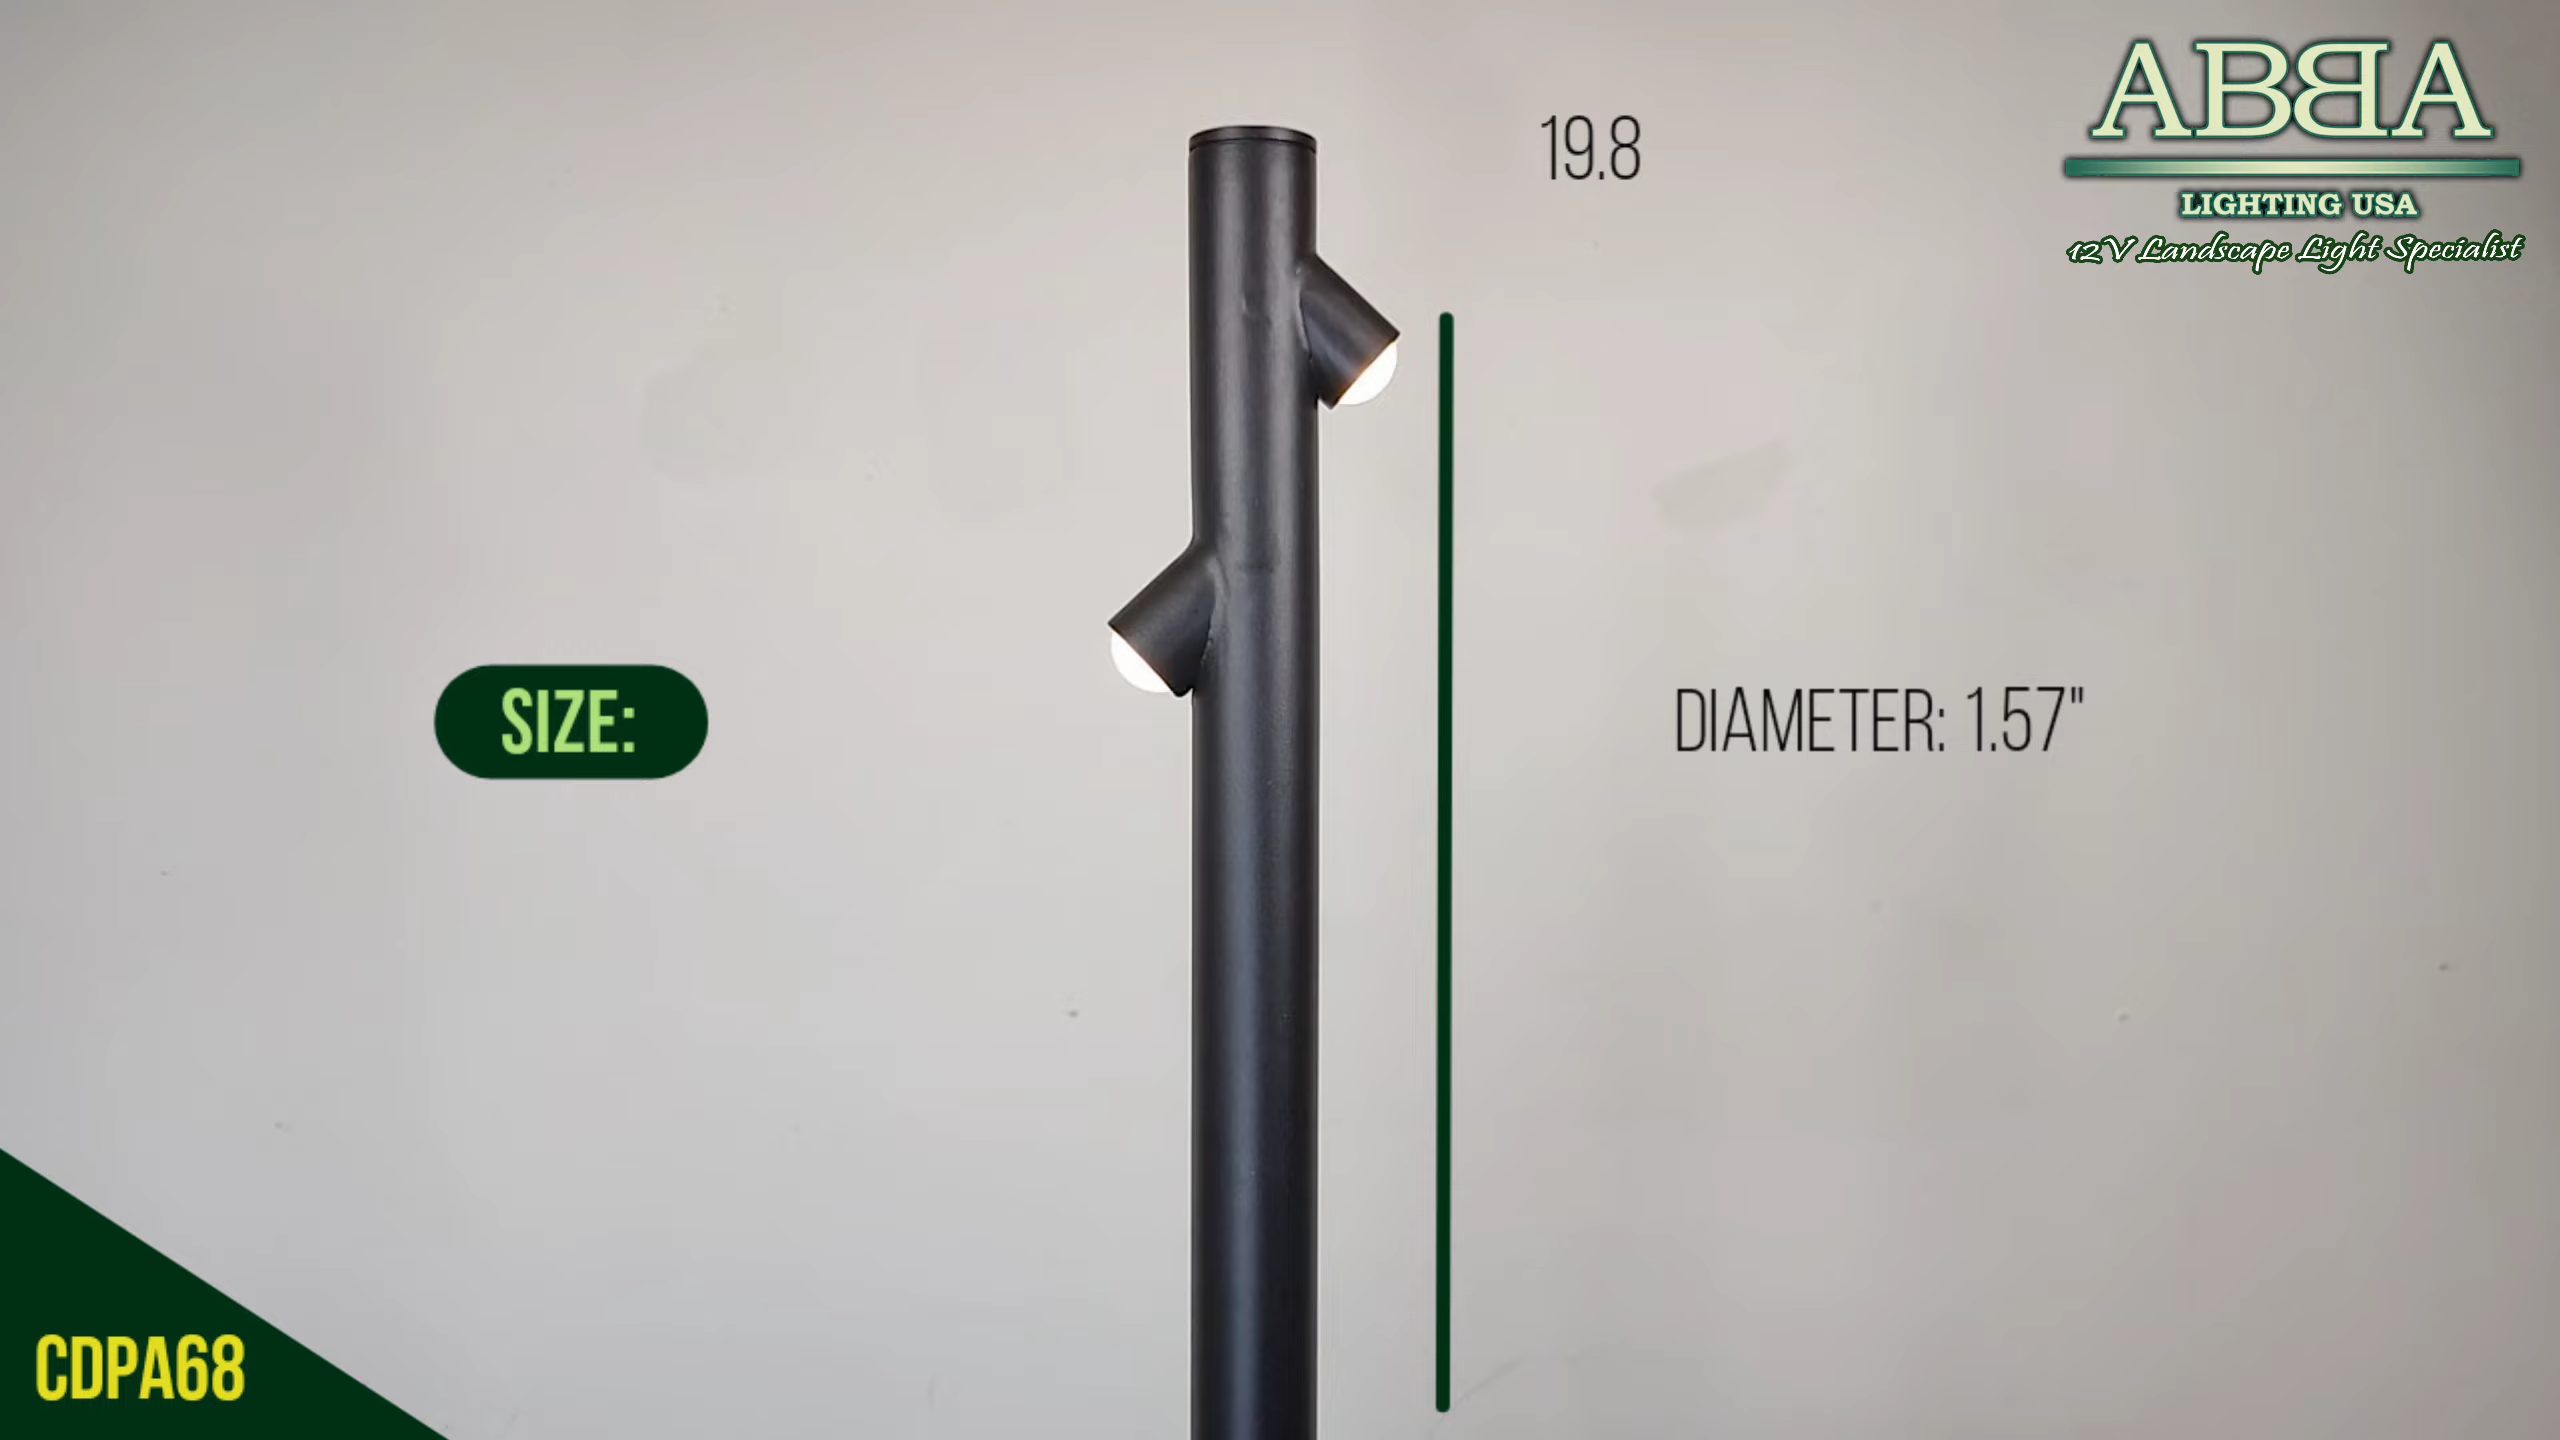 ABBA
LIGHTING USA
12V Landscape Light Specialist
19.8
SIZE:
DIAMETER: 1.57"
CDPA68